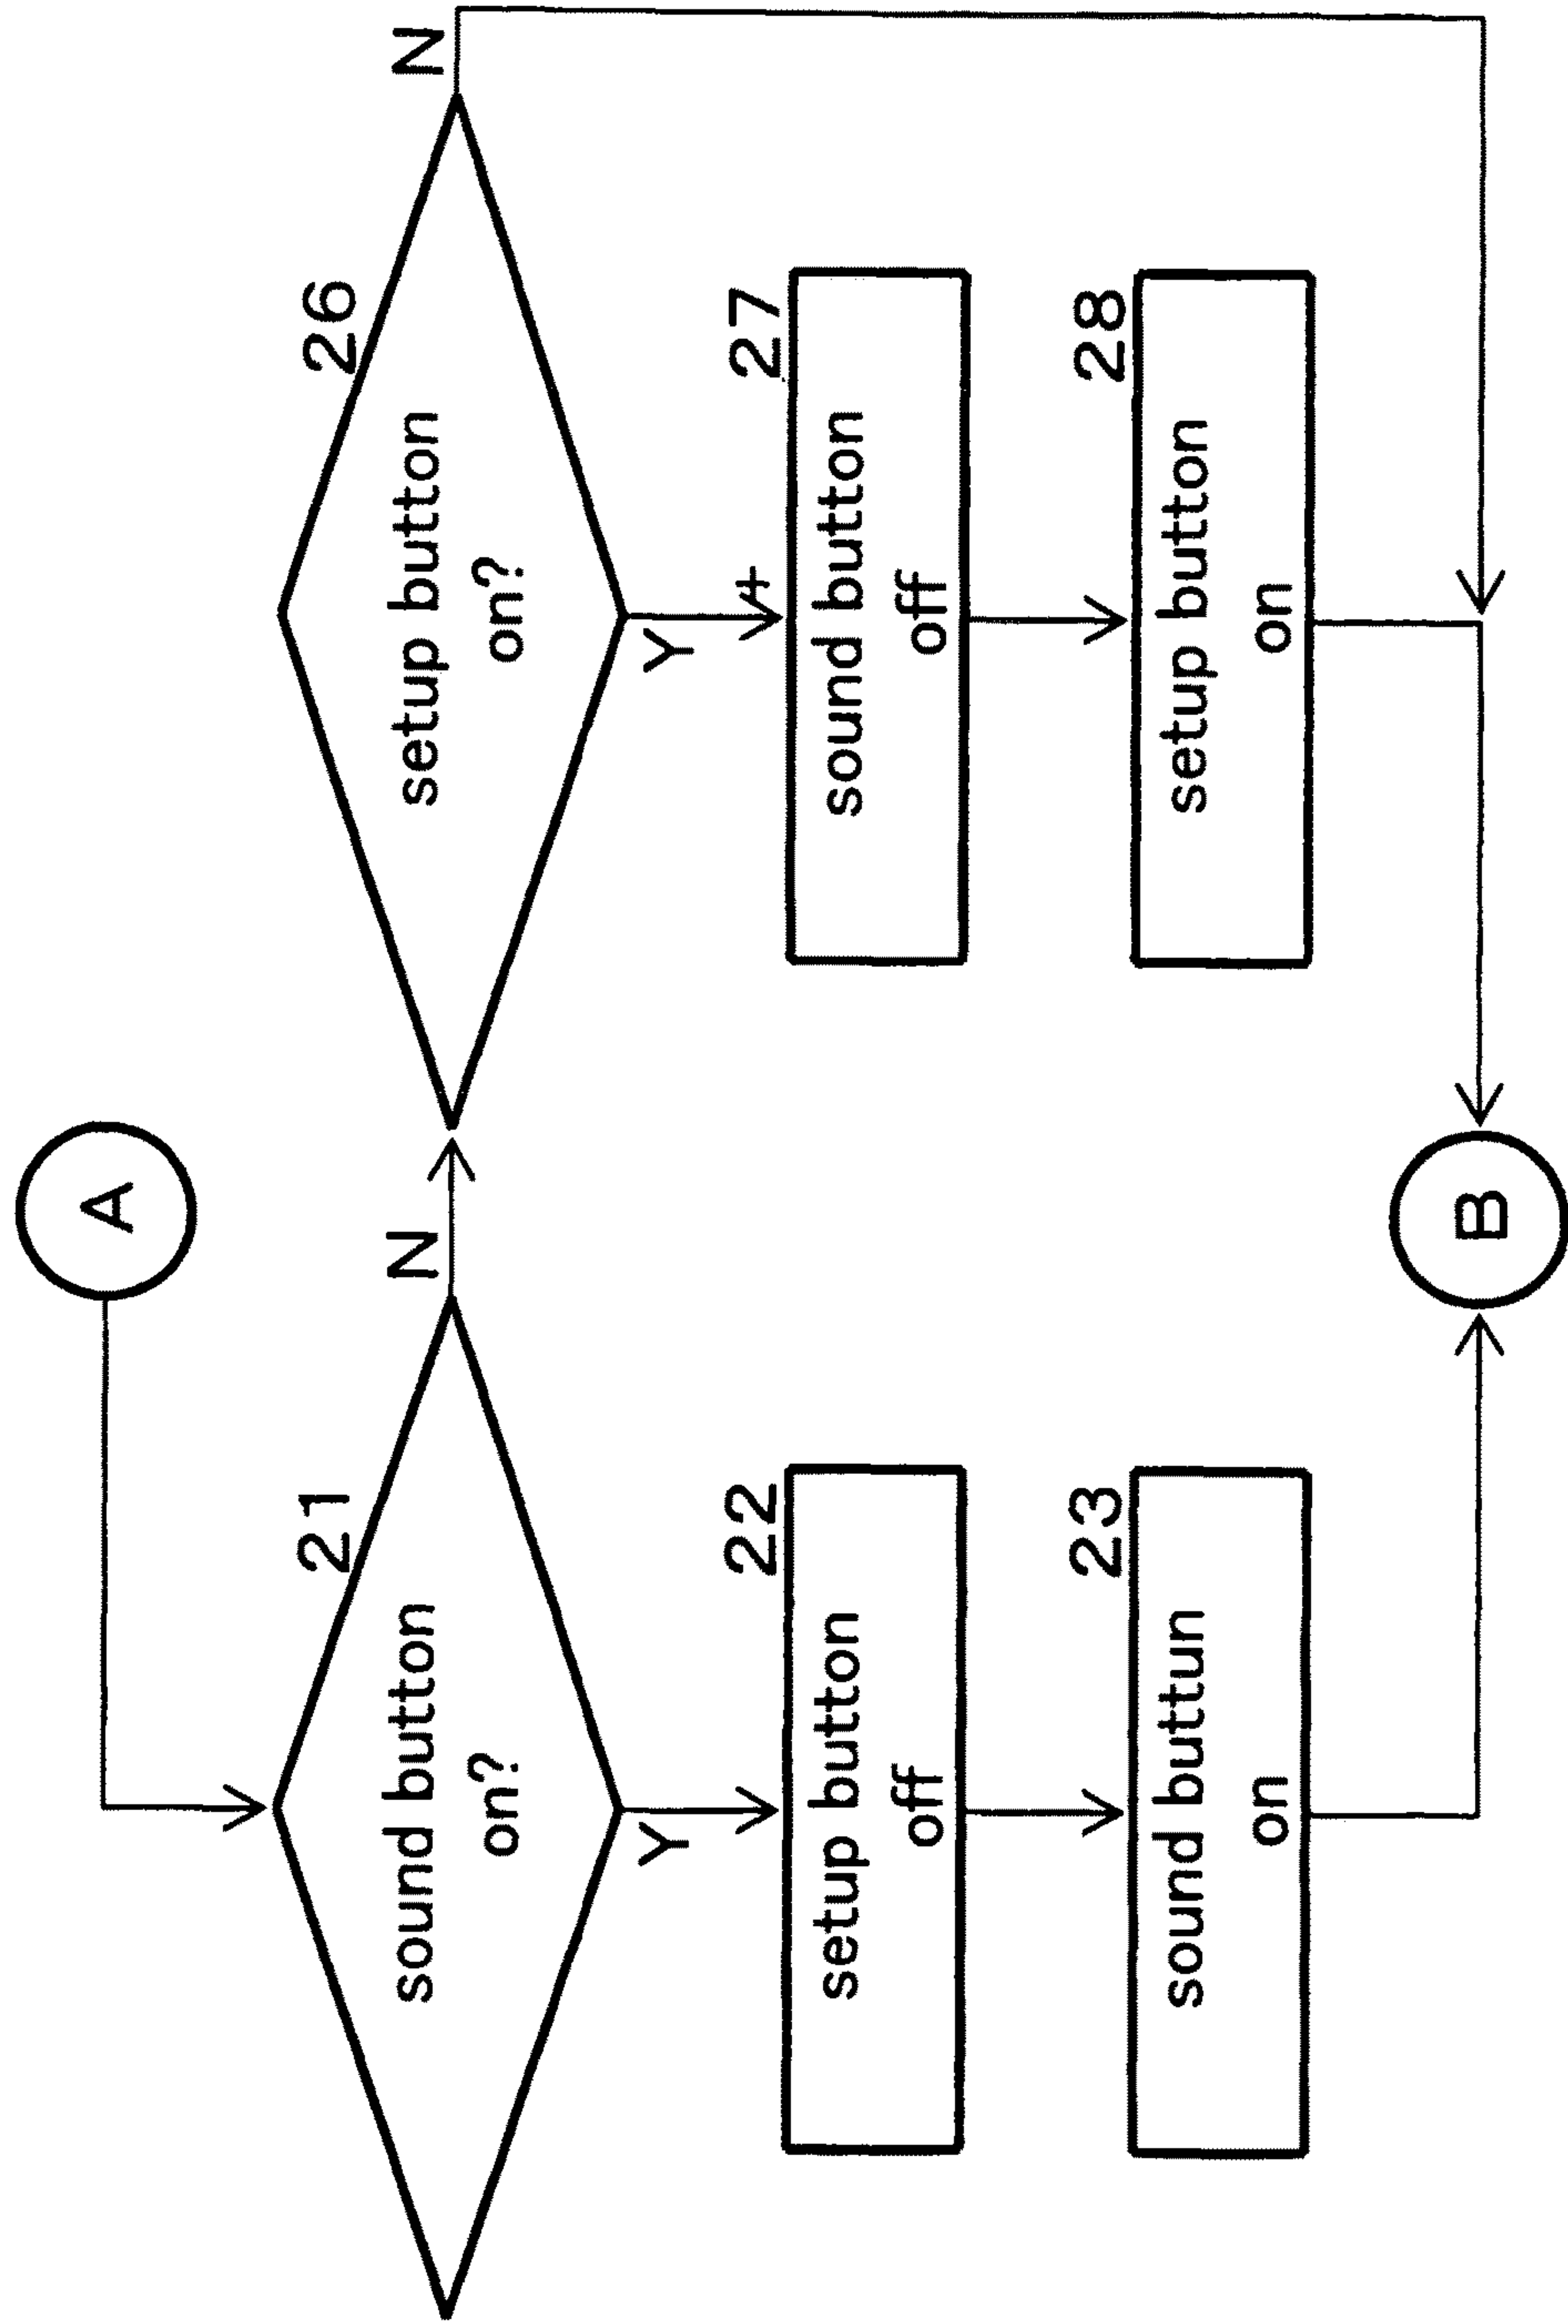 A
21
sound button
on?
N
Y
22
setup button
off
23
sound buttun
on
26
setup button
on?
N
Y
27
sound button
off
28
setup button
on
B